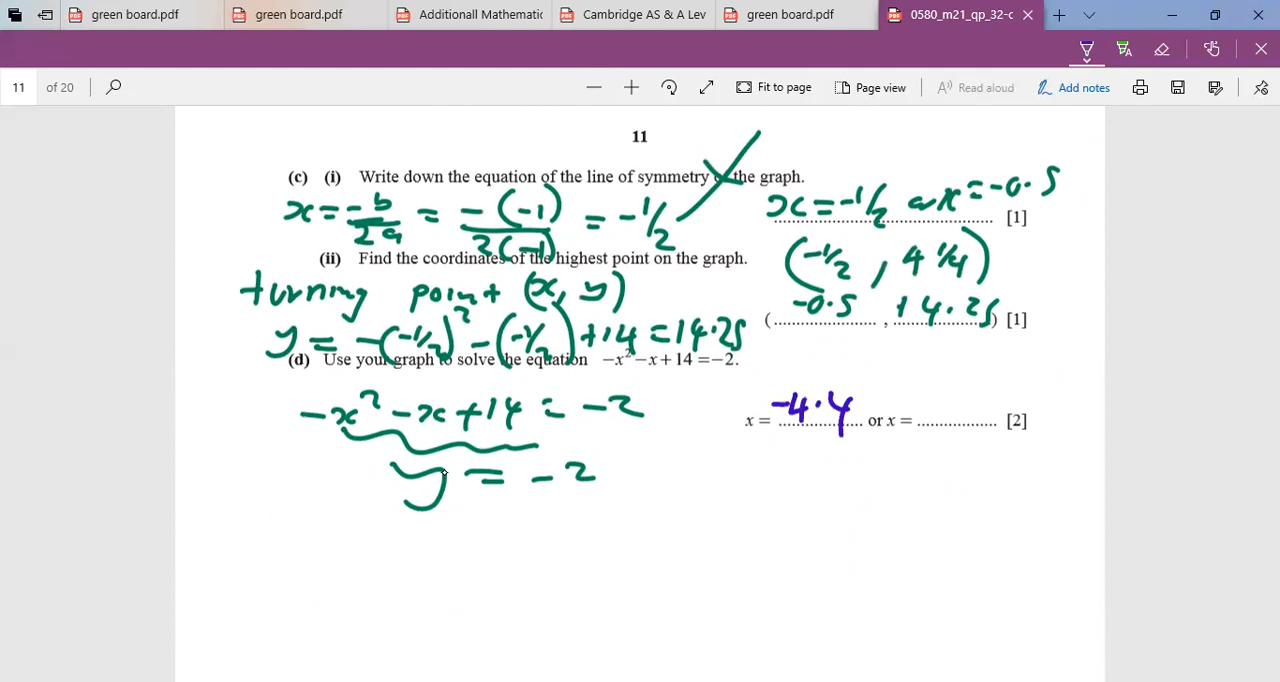 green board.pdf green board.pdf Additionall Mathematic Cambridge AS & A Lev green board.pdf 0580_m21_qp_32-c
11 of 20 Fit to page Page view Read aloud Add notes
11
(c) (i) Write down the equation of the line of symmetry of the graph.
x = -b/2a = -(-1)/2(-1) = -1/2
x = -1/2 or x = -0.5 [1]
(ii) Find the coordinates of the highest point on the graph.
(-1/2, 4 1/4)
turning point (x, y)
(-0.5, +4.25) [1]
y = -(-1/2)² - (-1/2) + 14 = 14.25
(d) Use your graph to solve the equation −x² − x + 14 = −2.
-x² - x + 14 = -2
x = -4.4 or x = ................. [2]
y = -2